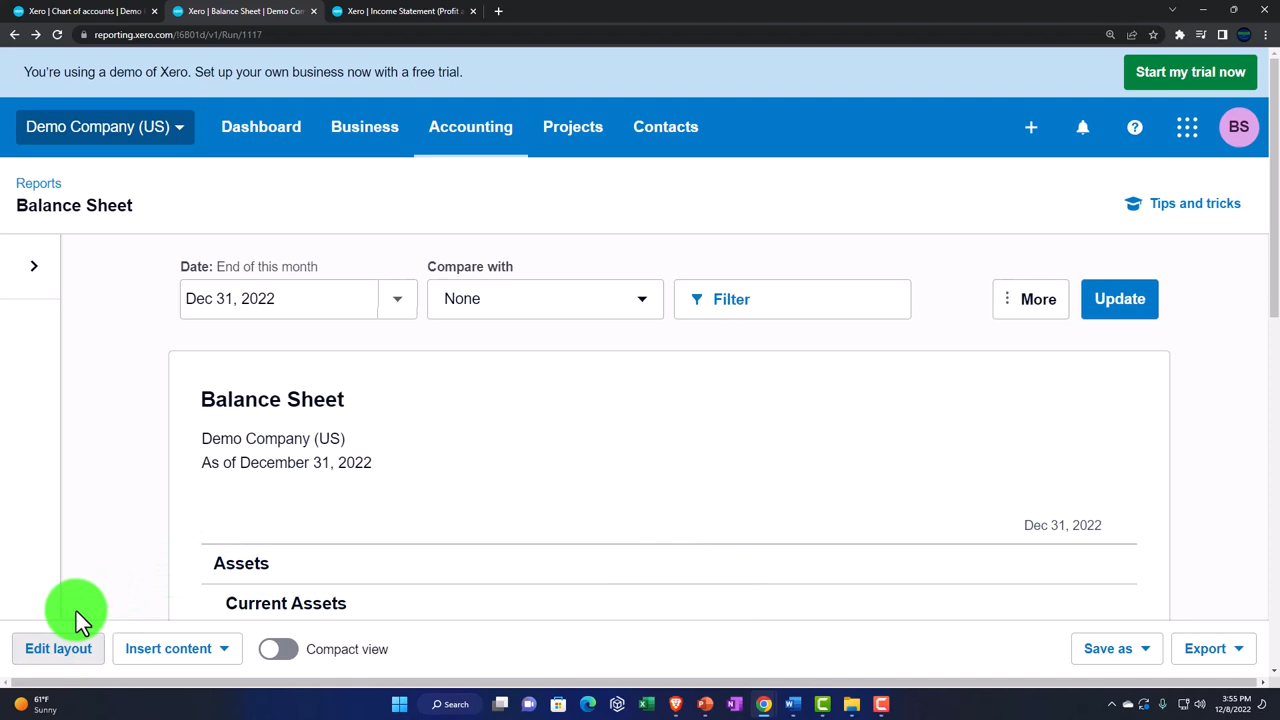 Xero | Chart of accounts | Demo
Xero | Balance Sheet | Demo Com
Xero | Income Statement (Profit a
reporting.xero.com/!6B01d/v1/Run/1117
You're using a demo of Xero. Set up your own business now with a free trial.
Start my trial now
Demo Company (US)
Dashboard
Business
Accounting
Projects
Contacts
BS
Reports
Balance Sheet
Tips and tricks
Date: End of this month
Compare with
Dec 31, 2022
None
Filter
More
Update
Balance Sheet
Demo Company (US)
As of December 31, 2022
Dec 31, 2022
Assets
Current Assets
Edit layout
Insert content
Compact view
Save as
Export
61°F
Sunny
Search
3:55 PM
12/8/2022